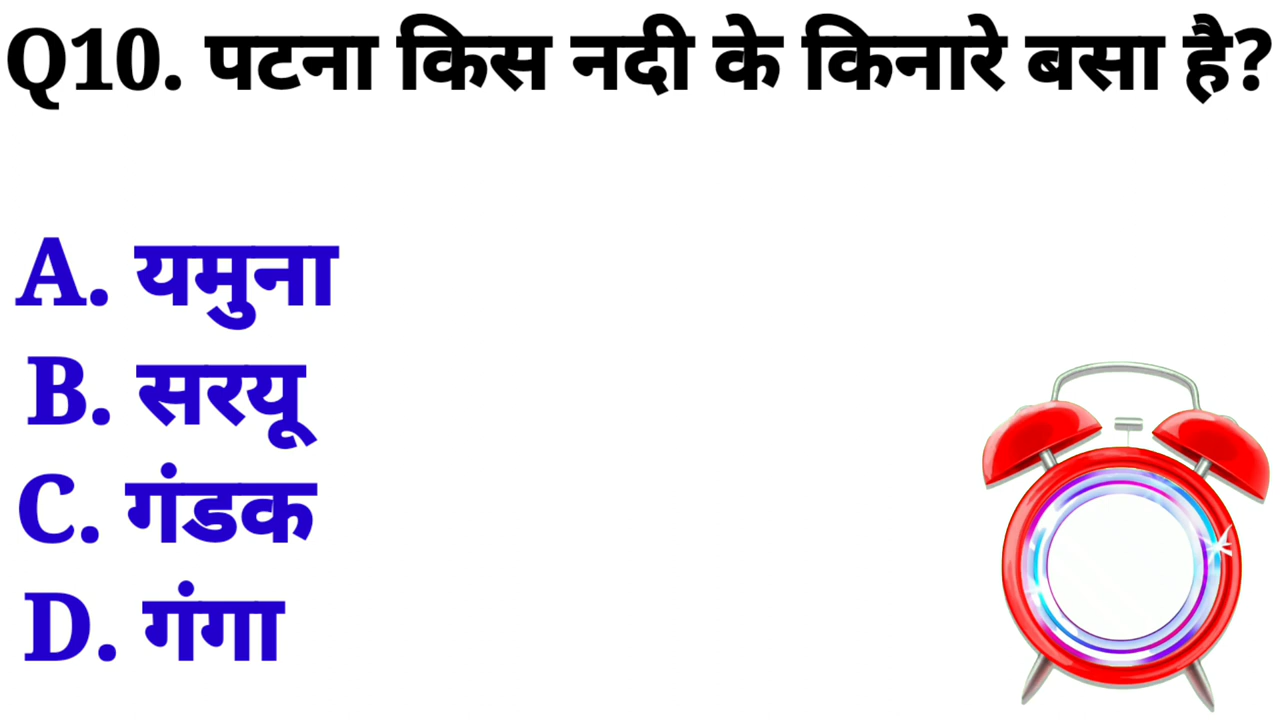 Q10. पटना किस नदी के किनारे बसा है?
A. यमुना
B. सरयू
C. गंडक
D. गंगा